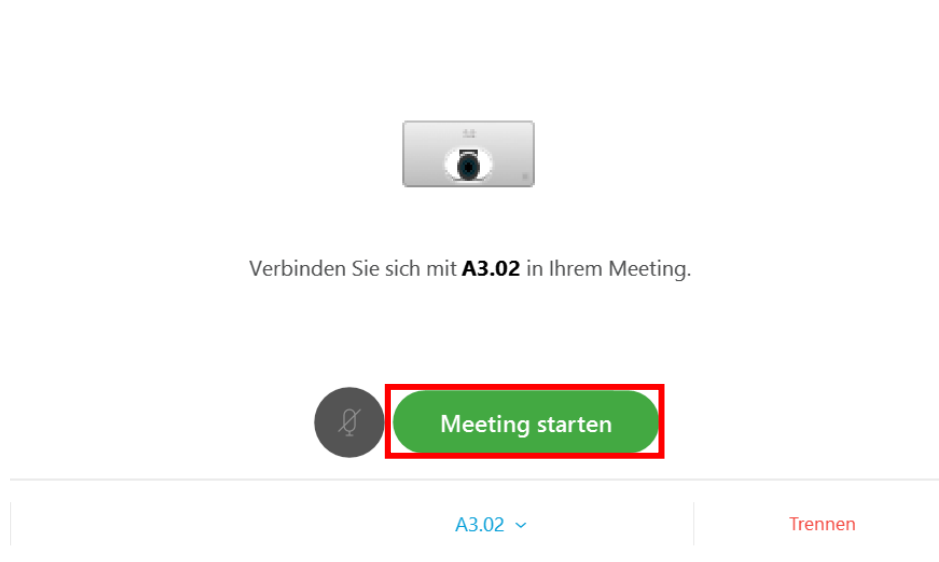 Verbinden Sie sich mit A3.02 in Ihrem Meeting.
Meeting starten
A3.02
Trennen